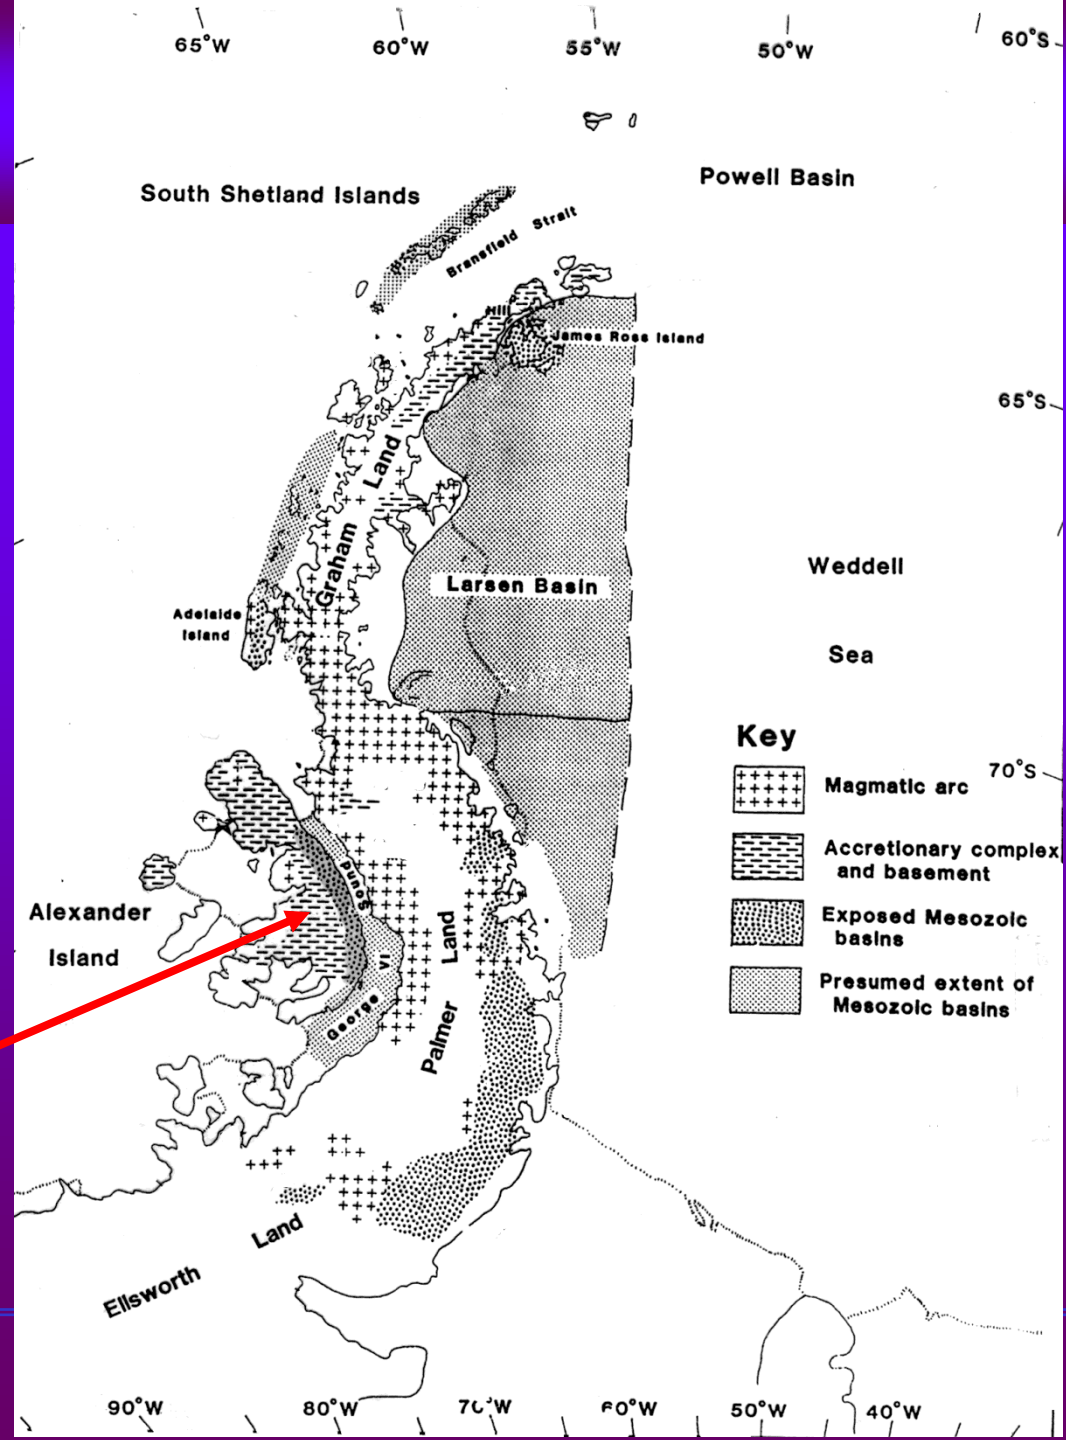 65°W 60°W 55°W 50°W 60°S
Powell Basin
South Shetland Islands
Bransfield Strait
Hill
James Ross Island
65°S
Graham Land
Weddell
Larsen Basin
Adelaide
Island
Sea
Key
70°S
Magmatic arc
Accretionary complex
and basement
Sound
Alexander
Exposed Mesozoic
basins
Island
VI
George
Palmer Land
Presumed extent of
Mesozoic basins
Ellsworth Land
90°W 80°W 70°W 60°W 50°W 40°W